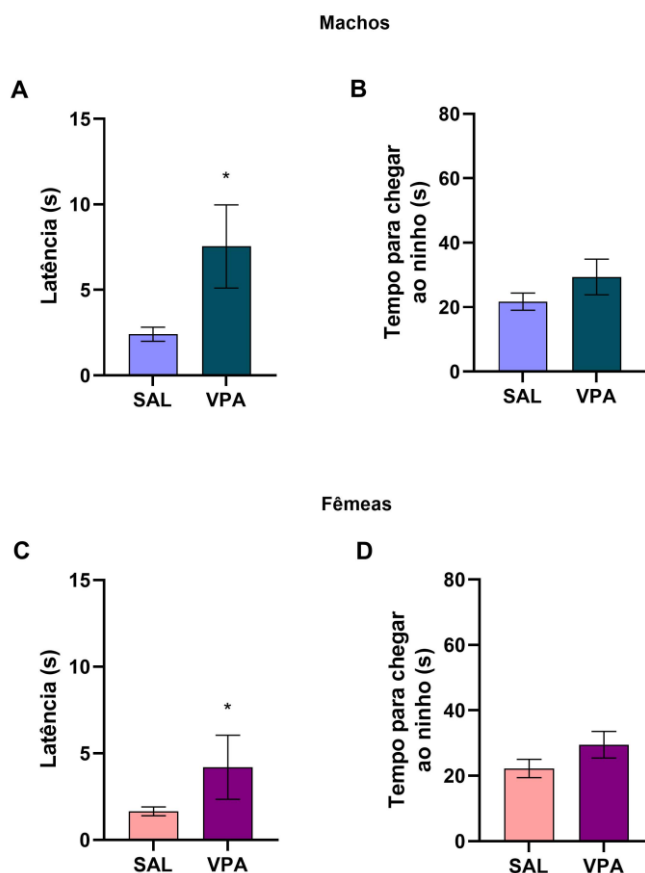 Machos
A
B
Latência (s)
15
10
5
0
*
SAL VPA
Tempo para chegar
ao ninho (s)
80
60
40
20
0
SAL VPA
Fêmeas
C
D
Latência (s)
15
10
5
0
*
SAL VPA
Tempo para chegar
ao ninho (s)
80
60
40
20
0
SAL VPA